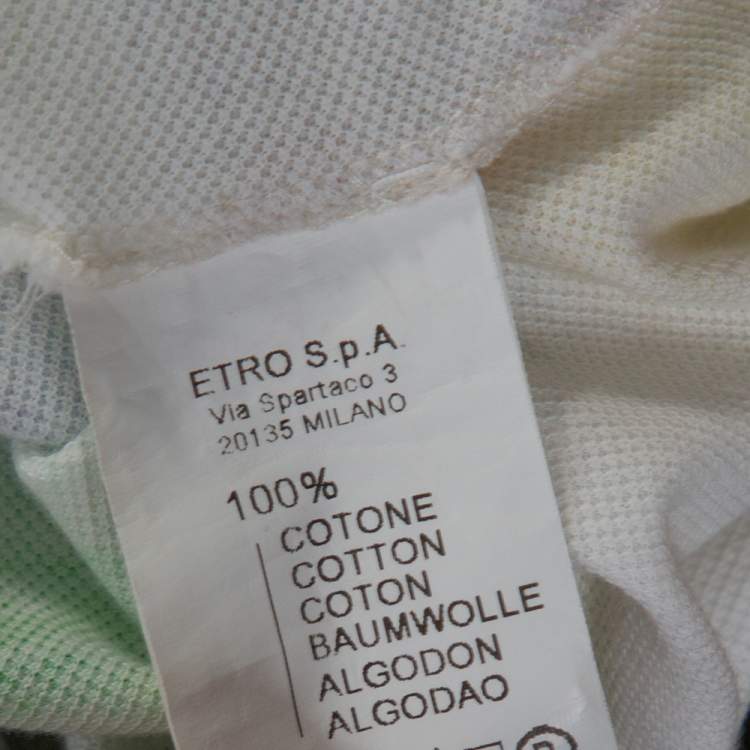 ETRO S.p.A.
Via Spartaco 3
20135 MILANO
100%
COTONE
COTTON
COTON
BAUMWOLLE
ALGODON
ALGODAO